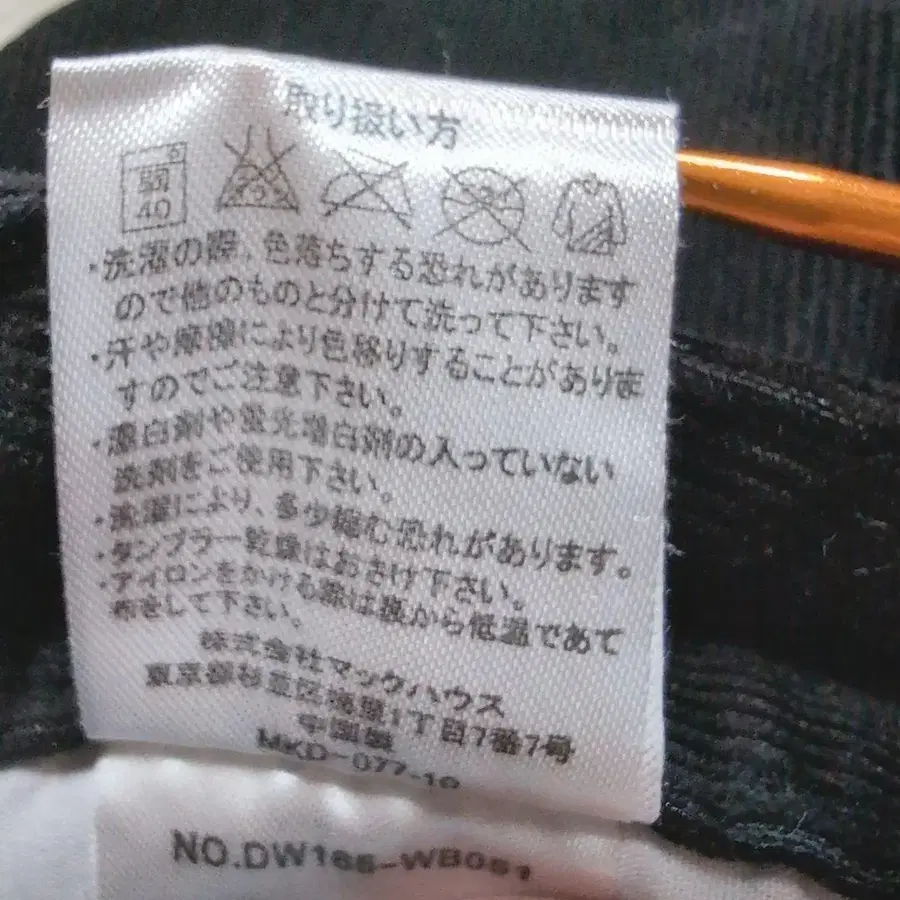 取り扱い方
弱
40
・洗濯の際、色落ちする恐れがあります
ので他のものと分けて洗って下さい。
・汗や摩擦により色移りすることがありま
すのでご注意下さい。
・漂白剤や蛍光増白剤の入っていない
洗剤をご使用下さい。
・洗濯により、多少縮む恐れがあります。
・タンブラー乾燥はおさけ下さい。
・アイロンをかける際は裏から低温であて
布をして下さい。
株式会社マックハウス
東京都杉並区梅里1丁目7番7号
中国製
MKD-077-10
NO.DW166-WB051